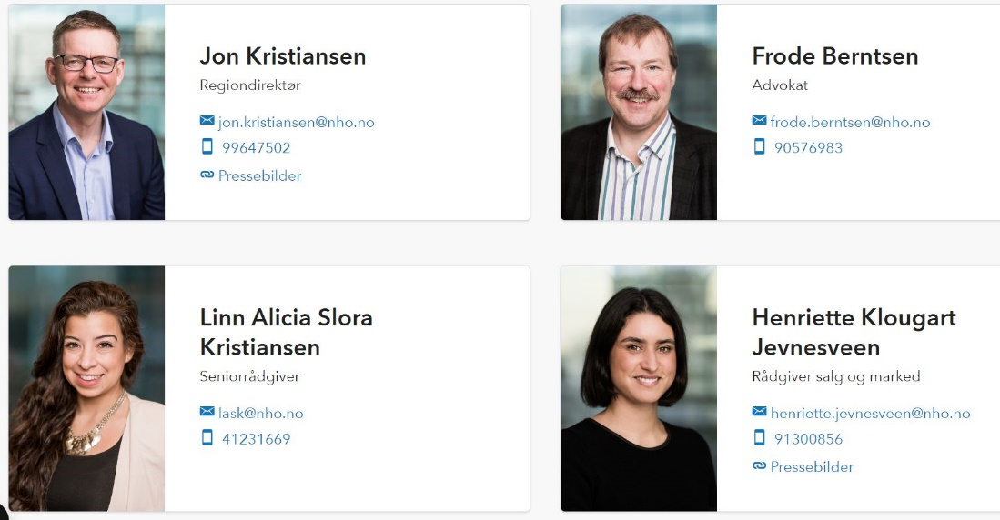 Jon Kristiansen
Regiondirektør
jon.kristiansen@nho.no
99647502
Pressebilder
Frode Berntsen
Advokat
frode.berntsen@nho.no
90576983
Linn Alicia Slora
Kristiansen
Seniorrådgiver
lask@nho.no
41231669
Henriette Klougart
Jevnesveen
Rådgiver salg og marked
henriette.jevnesveen@nho.no
91300856
Pressebilder